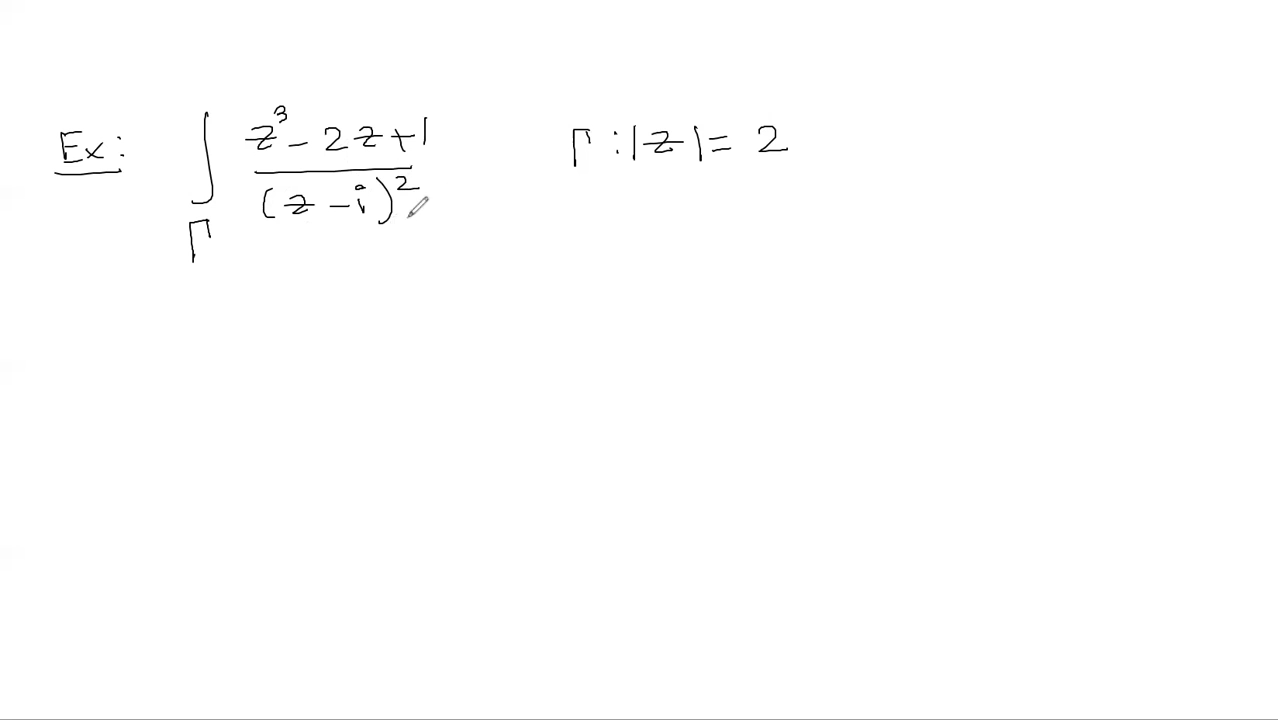 Ex: ∫_Γ (z³ - 2z + 1)/(z - i)² Γ : |z| = 2